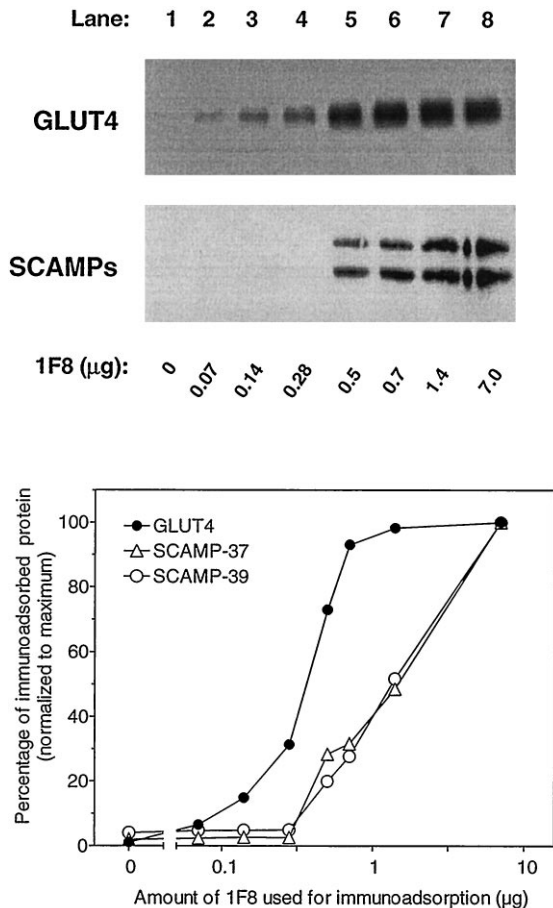 Lane: 1 2 3 4 5 6 7 8
GLUT4
SCAMPs
1F8 (μg): 0 0.07 0.14 0.28 0.5 0.7 1.4 7.0
Percentage of immunoadsorbed protein
(normalized to maximum)
100
80
60
40
20
0
GLUT4
SCAMP-37
SCAMP-39
0 0.1 1 10
Amount of 1F8 used for immunoadsorption (μg)